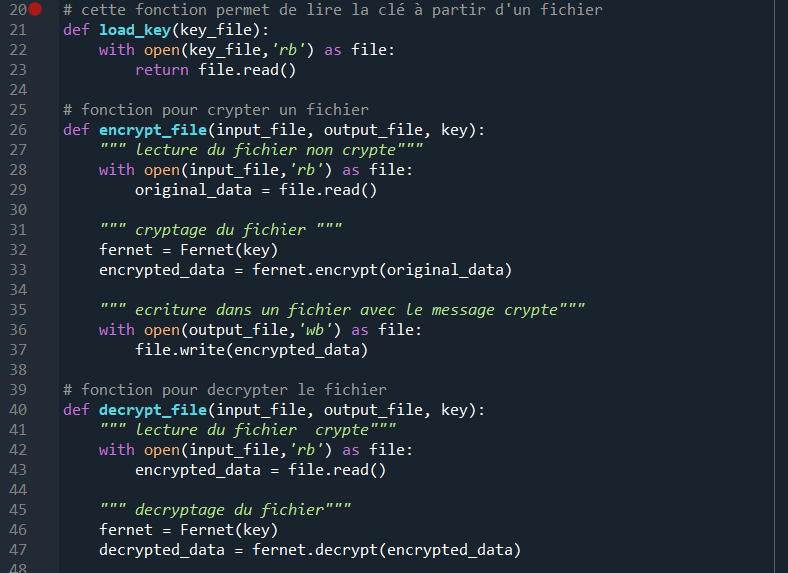 20 # cette fonction permet de lire la clé à partir d'un fichier
21 def load_key(key_file):
22     with open(key_file,'rb') as file:
23         return file.read()
24
25 # fonction pour crypter un fichier
26 def encrypt_file(input_file, output_file, key):
27     """ lecture du fichier non crypte"""
28     with open(input_file,'rb') as file:
29         original_data = file.read()
30
31     """ cryptage du fichier """
32     fernet = Fernet(key)
33     encrypted_data = fernet.encrypt(original_data)
34
35     """ ecriture dans un fichier avec le message crypte"""
36     with open(output_file,'wb') as file:
37         file.write(encrypted_data)
38
39 # fonction pour decrypter le fichier
40 def decrypt_file(input_file, output_file, key):
41     """ lecture du fichier  crypte"""
42     with open(input_file,'rb') as file:
43         encrypted_data = file.read()
44
45     """ decryptage du fichier"""
46     fernet = Fernet(key)
47     decrypted_data = fernet.decrypt(encrypted_data)
48